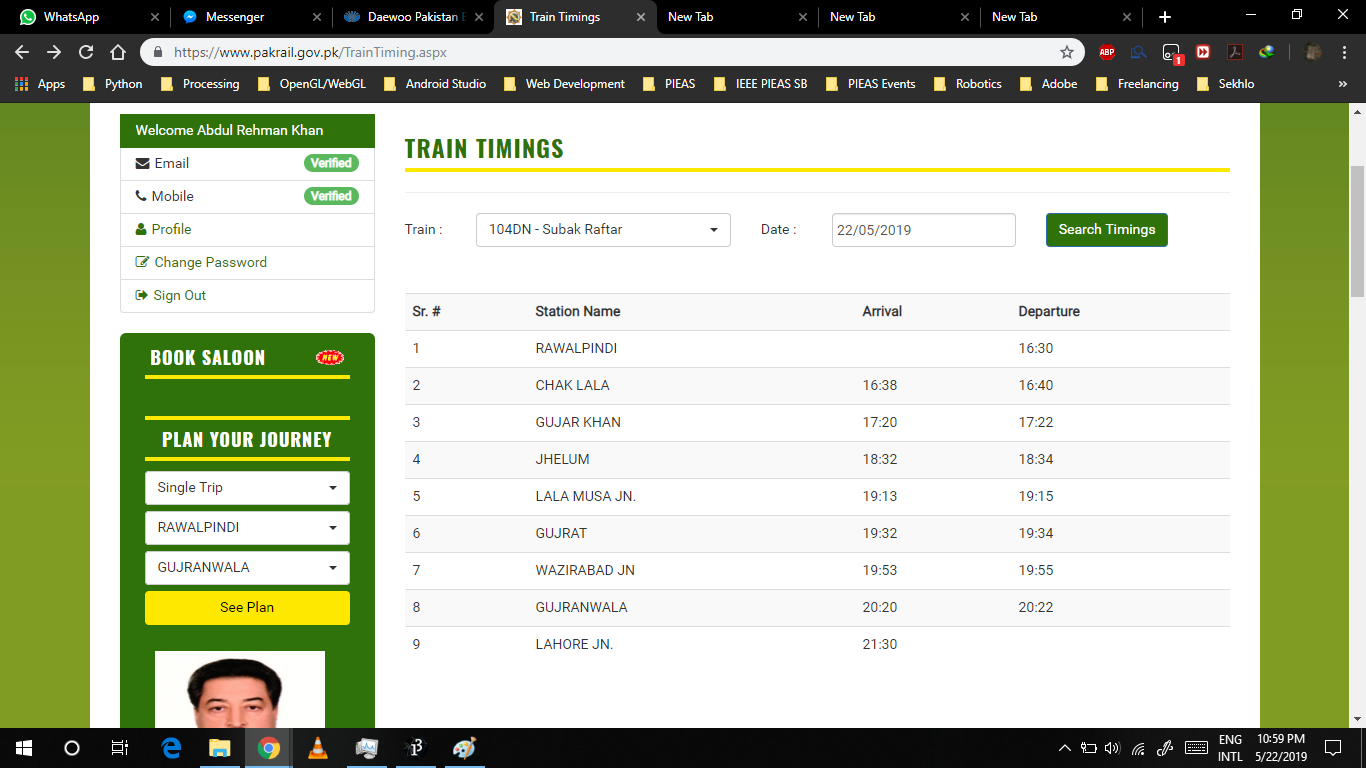 WhatsApp
Messenger
Daewoo Pakistan E
Train Timings
New Tab
New Tab
New Tab
https://www.pakrail.gov.pk/TrainTiming.aspx
ABP
1
Apps Python Processing OpenGL/WebGL Android Studio Web Development PIEAS IEEE PIEAS SB PIEAS Events Robotics Adobe Freelancing Sekhlo »
Welcome Abdul Rehman Khan
Email Verified
Mobile Verified
Profile
Change Password
Sign Out
BOOK SALOON NEW
PLAN YOUR JOURNEY
Single Trip
RAWALPINDI
GUJRANWALA
See Plan
TRAIN TIMINGS
Train : 104DN - Subak Raftar Date : 22/05/2019 Search Timings
Sr. # Station Name Arrival Departure
1 RAWALPINDI 16:30
2 CHAK LALA 16:38 16:40
3 GUJAR KHAN 17:20 17:22
4 JHELUM 18:32 18:34
5 LALA MUSA JN. 19:13 19:15
6 GUJRAT 19:32 19:34
7 WAZIRABAD JN 19:53 19:55
8 GUJRANWALA 20:20 20:22
9 LAHORE JN. 21:30
ENG
INTL
10:59 PM
5/22/2019